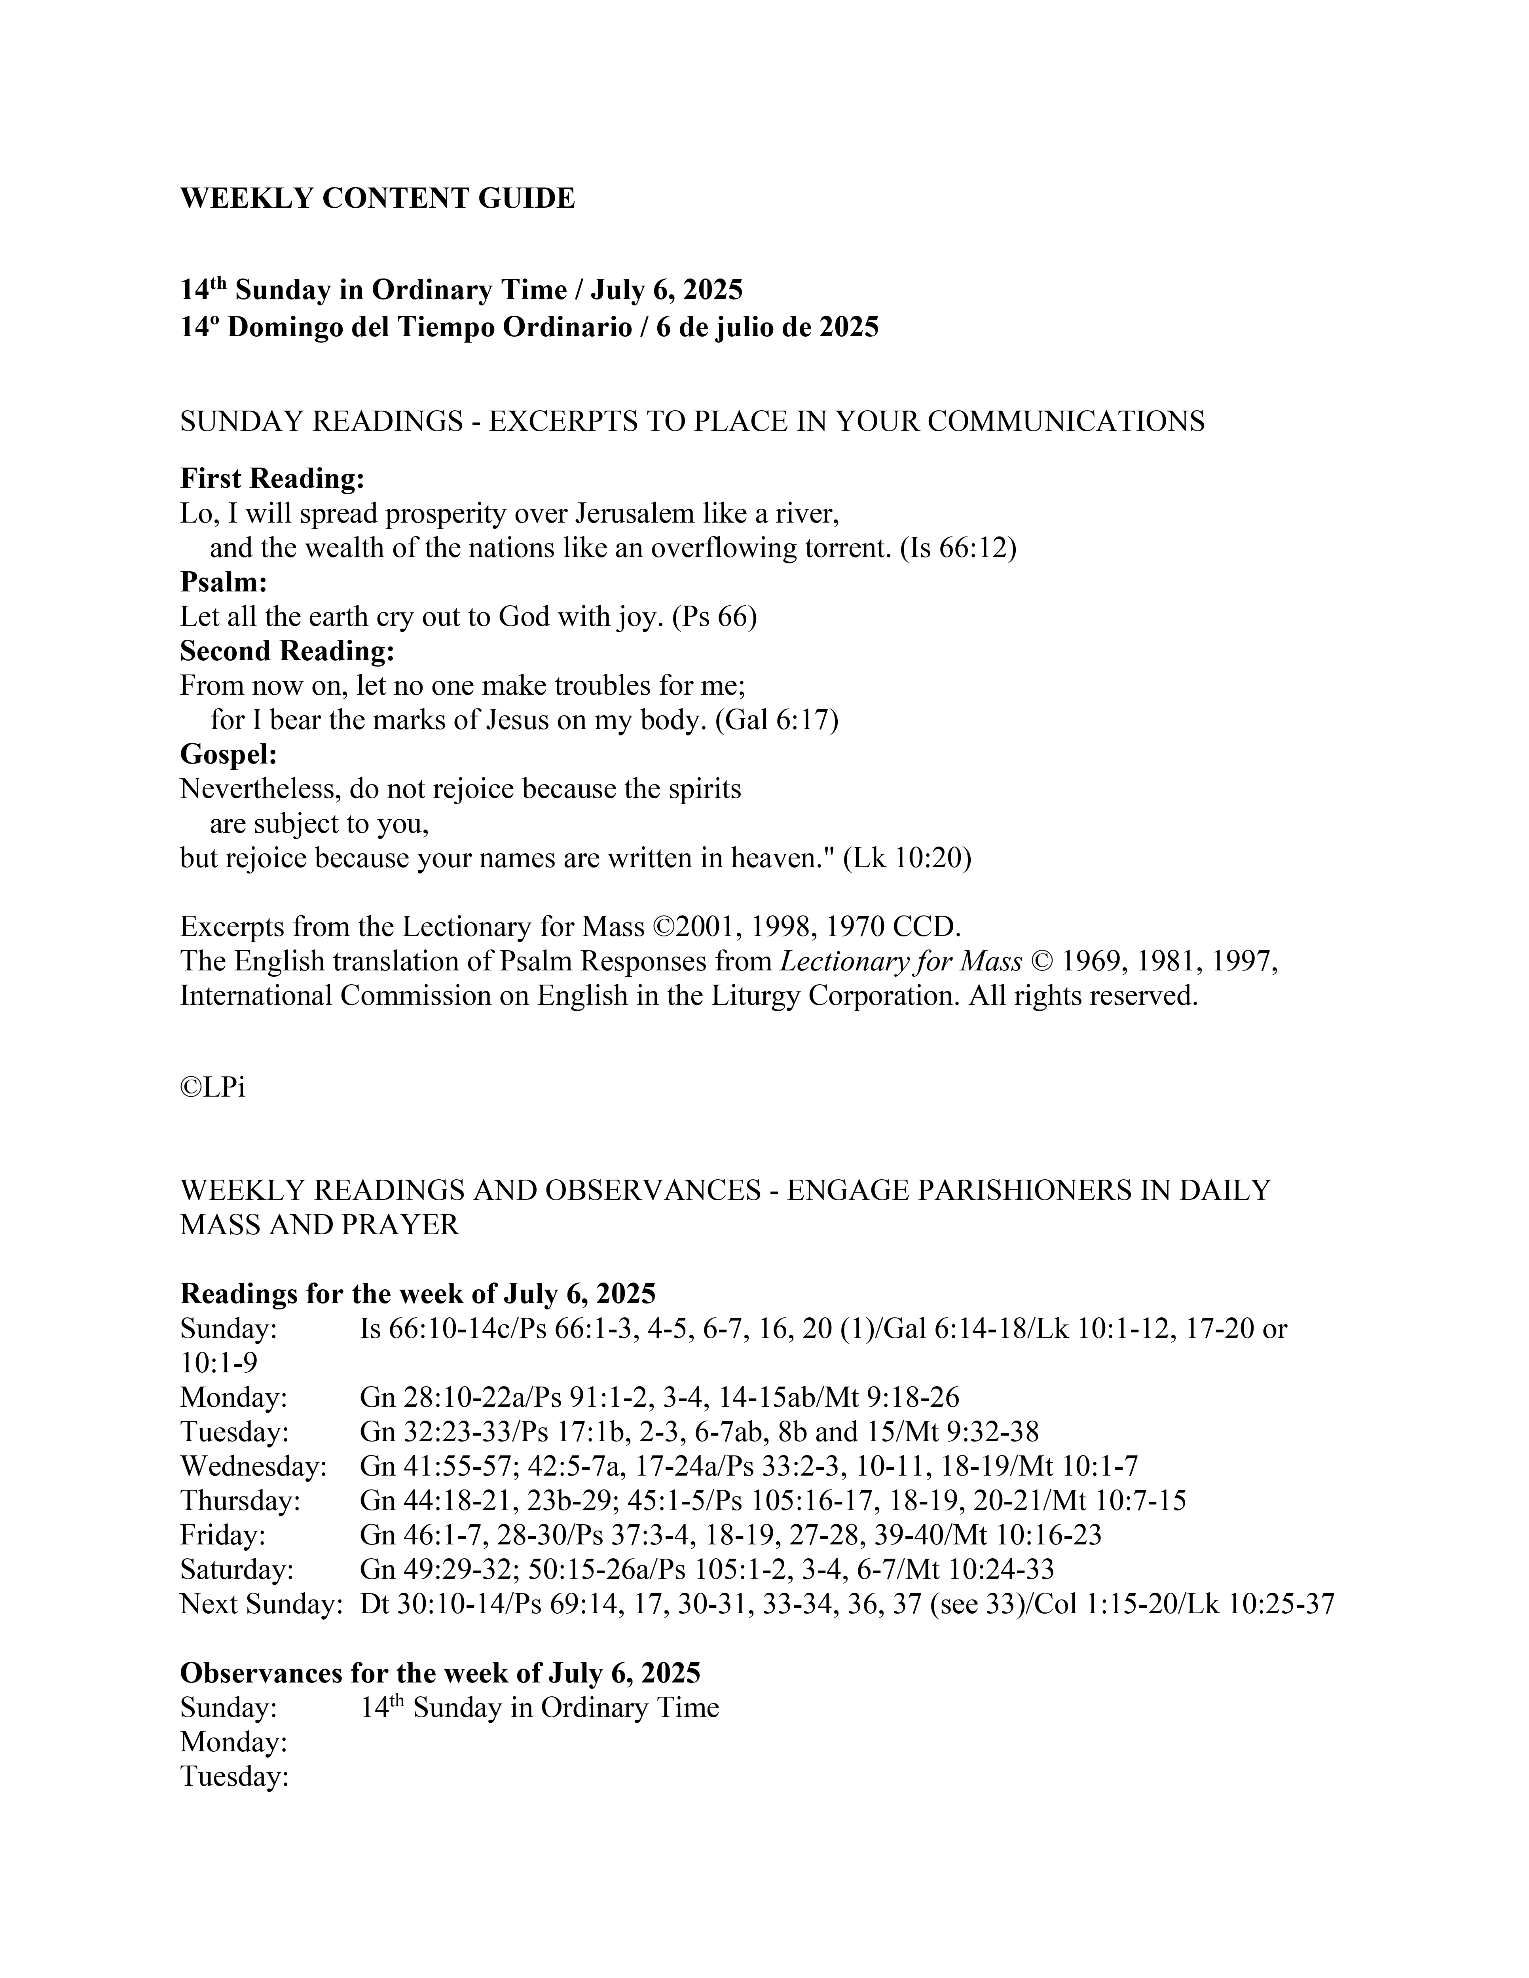 WEEKLY CONTENT GUIDE
14th Sunday in Ordinary Time / July 6, 2025
14º Domingo del Tiempo Ordinario / 6 de julio de 2025
SUNDAY READINGS - EXCERPTS TO PLACE IN YOUR COMMUNICATIONS
First Reading:
Lo, I will spread prosperity over Jerusalem like a river,
and the wealth of the nations like an overflowing torrent. (Is 66:12)
Psalm:
Let all the earth cry out to God with joy. (Ps 66)
Second Reading:
From now on, let no one make troubles for me;
for I bear the marks of Jesus on my body. (Gal 6:17)
Gospel:
Nevertheless, do not rejoice because the spirits
are subject to you,
but rejoice because your names are written in heaven." (Lk 10:20)
Excerpts from the Lectionary for Mass ©2001, 1998, 1970 CCD.
The English translation of Psalm Responses from Lectionary for Mass © 1969, 1981, 1997,
International Commission on English in the Liturgy Corporation. All rights reserved.
©LPi
WEEKLY READINGS AND OBSERVANCES - ENGAGE PARISHIONERS IN DAILY
MASS AND PRAYER
Readings for the week of July 6, 2025
Sunday: Is 66:10-14c/Ps 66:1-3, 4-5, 6-7, 16, 20 (1)/Gal 6:14-18/Lk 10:1-12, 17-20 or
10:1-9
Monday: Gn 28:10-22a/Ps 91:1-2, 3-4, 14-15ab/Mt 9:18-26
Tuesday: Gn 32:23-33/Ps 17:1b, 2-3, 6-7ab, 8b and 15/Mt 9:32-38
Wednesday: Gn 41:55-57; 42:5-7a, 17-24a/Ps 33:2-3, 10-11, 18-19/Mt 10:1-7
Thursday: Gn 44:18-21, 23b-29; 45:1-5/Ps 105:16-17, 18-19, 20-21/Mt 10:7-15
Friday: Gn 46:1-7, 28-30/Ps 37:3-4, 18-19, 27-28, 39-40/Mt 10:16-23
Saturday: Gn 49:29-32; 50:15-26a/Ps 105:1-2, 3-4, 6-7/Mt 10:24-33
Next Sunday: Dt 30:10-14/Ps 69:14, 17, 30-31, 33-34, 36, 37 (see 33)/Col 1:15-20/Lk 10:25-37
Observances for the week of July 6, 2025
Sunday: 14th Sunday in Ordinary Time
Monday:
Tuesday: